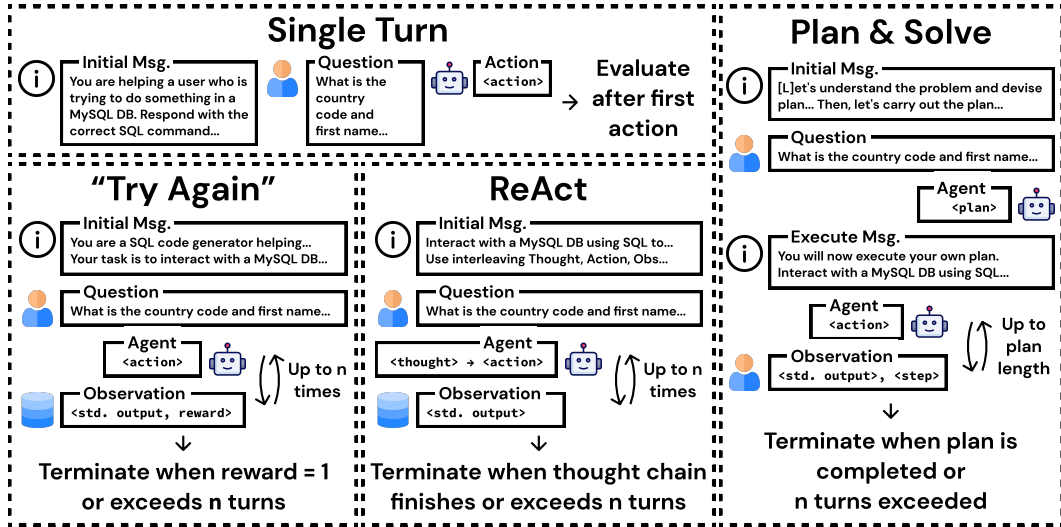 Single Turn
Initial Msg.
You are helping a user who is
trying to do something in a
MySQL DB. Respond with the
correct SQL command...
Question
What is the
country
code and
first name...
Action
<action>
Evaluate
after first
action
“Try Again”
Initial Msg.
You are a SQL code generator helping...
Your task is to interact with a MySQL DB...
Question
What is the country code and first name...
Agent
<action>
Up to n
times
Observation
<std. output, reward>
Terminate when reward = 1
or exceeds n turns
ReAct
Initial Msg.
Interact with a MySQL DB using SQL to...
Use interleaving Thought, Action, Obs...
Question
What is the country code and first name...
Agent
<thought> → <action>
Up to n
times
Observation
<std. output>
Terminate when thought chain
finishes or exceeds n turns
Plan & Solve
Initial Msg.
[L]et's understand the problem and devise
plan... Then, let's carry out the plan...
Question
What is the country code and first name...
Agent
<plan>
Execute Msg.
You will now execute your own plan.
Interact with a MySQL DB using SQL...
Agent
<action>
Up to
plan
length
Observation
<std. output>, <step>
Terminate when plan is
completed or
n turns exceeded